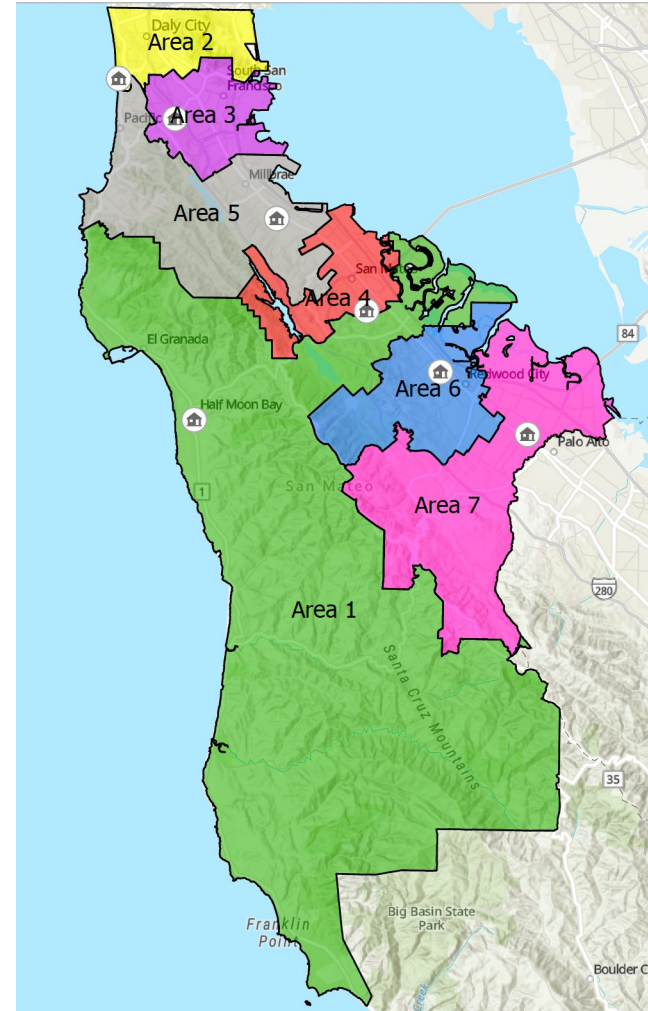 Daly City
Area 2
South San
Francisco
Area 3
Pacific
Millbrae
Area 5
San Mateo
Area 4
84
El Granada
Redwood City
Area 6
Half Moon Bay
Palo Alto
San Mateo
1
Area 7
280
Area 1
Santa Cruz Mountains
35
Big Basin State
Park
Franklin
Point
Boulder C
Creek